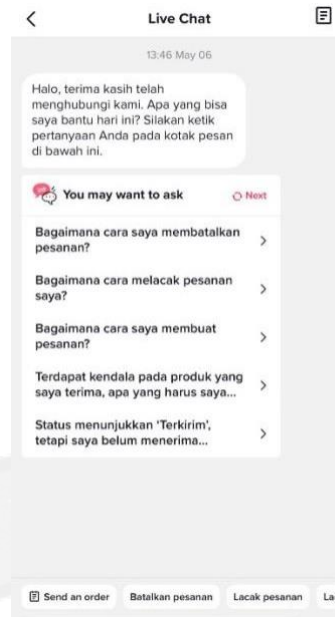 Live Chat
13:46 May 06
Halo, terima kasih telah
menghubungi kami. Apa yang bisa
saya bantu hari ini? Silakan ketik
pertanyaan Anda pada kotak pesan
di bawah ini.
You may want to ask
Next
Bagaimana cara saya membatalkan
pesanan?
Bagaimana cara melacak pesanan
saya?
Bagaimana cara saya membuat
pesanan?
Terdapat kendala pada produk yang
saya terima, apa yang harus saya...
Status menunjukkan 'Terkirim',
tetapi saya belum menerima...
Send an order
Batalkan pesanan
Lacak pesanan
La